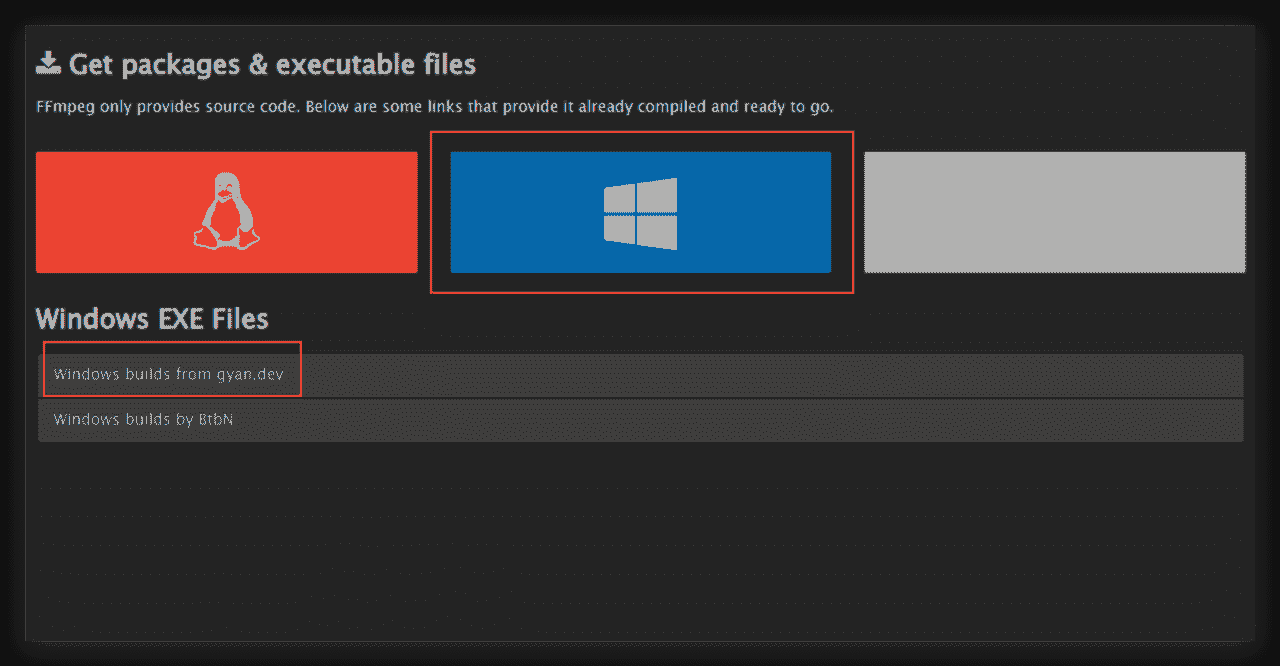 Get packages & executable files
FFmpeg only provides source code. Below are some links that provide it already compiled and ready to go.
Windows EXE Files
Windows builds from gyan.dev
Windows builds by BtbN